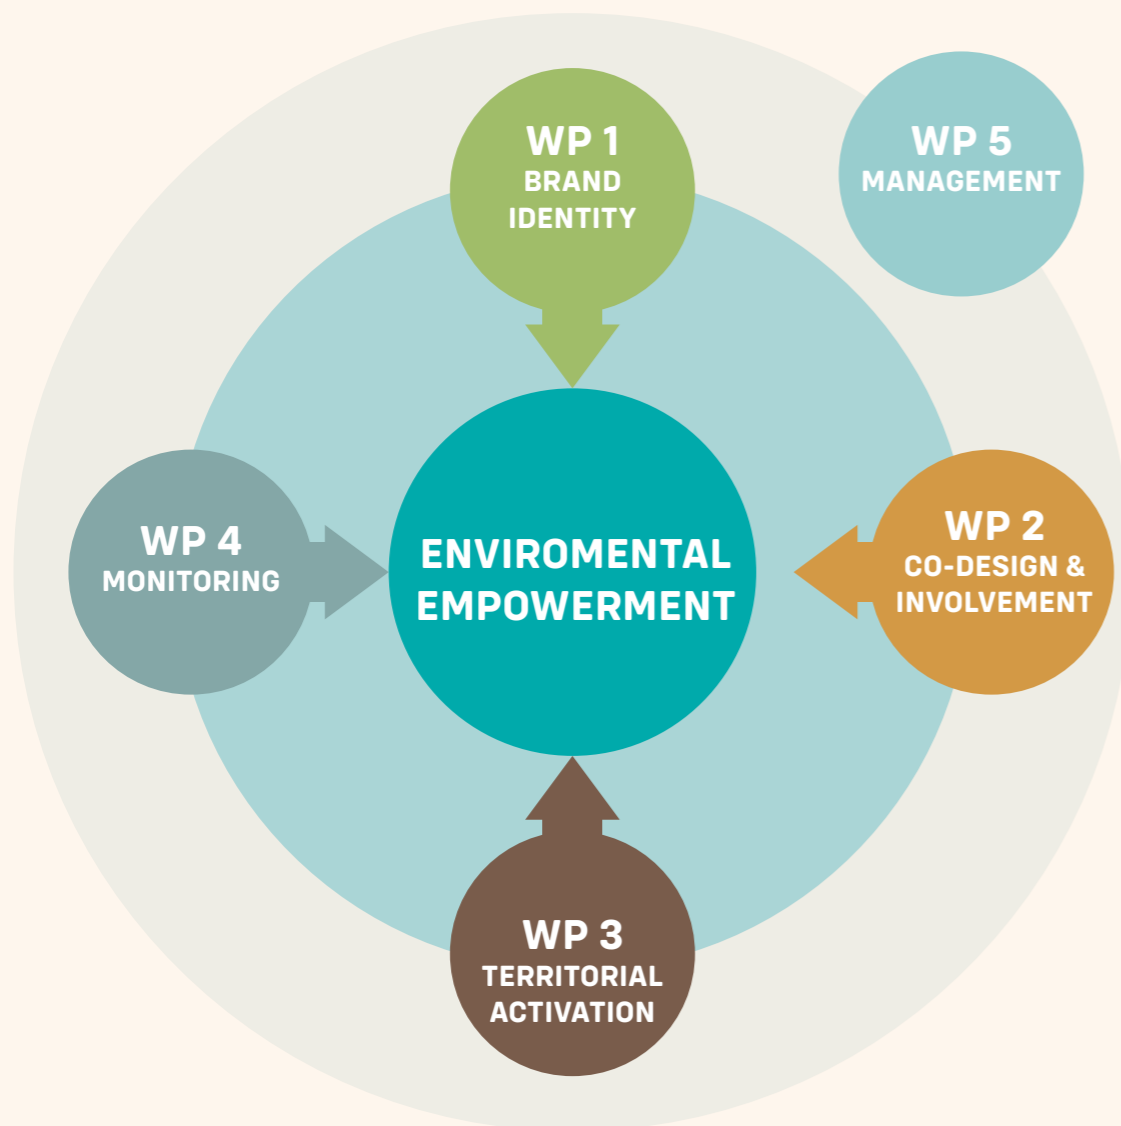 WP 1
BRAND
IDENTITY
WP 5
MANAGEMENT
WP 4
MONITORING
ENVIROMENTAL
EMPOWERMENT
WP 2
CO-DESIGN &
INVOLVEMENT
WP 3
TERRITORIAL
ACTIVATION